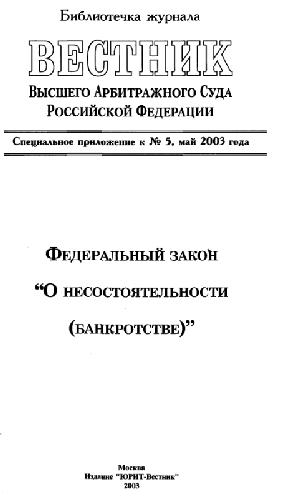 Библиотечка журнала
ВЕСТНИК
Высшего Арбитражного Суда
Российской Федерации
Специальное приложение к № 5, май 2003 года
Федеральный закон
“О несостоятельности
(банкротстве)”
Москва
Издание "ЮРИТ-Вестник"
2003